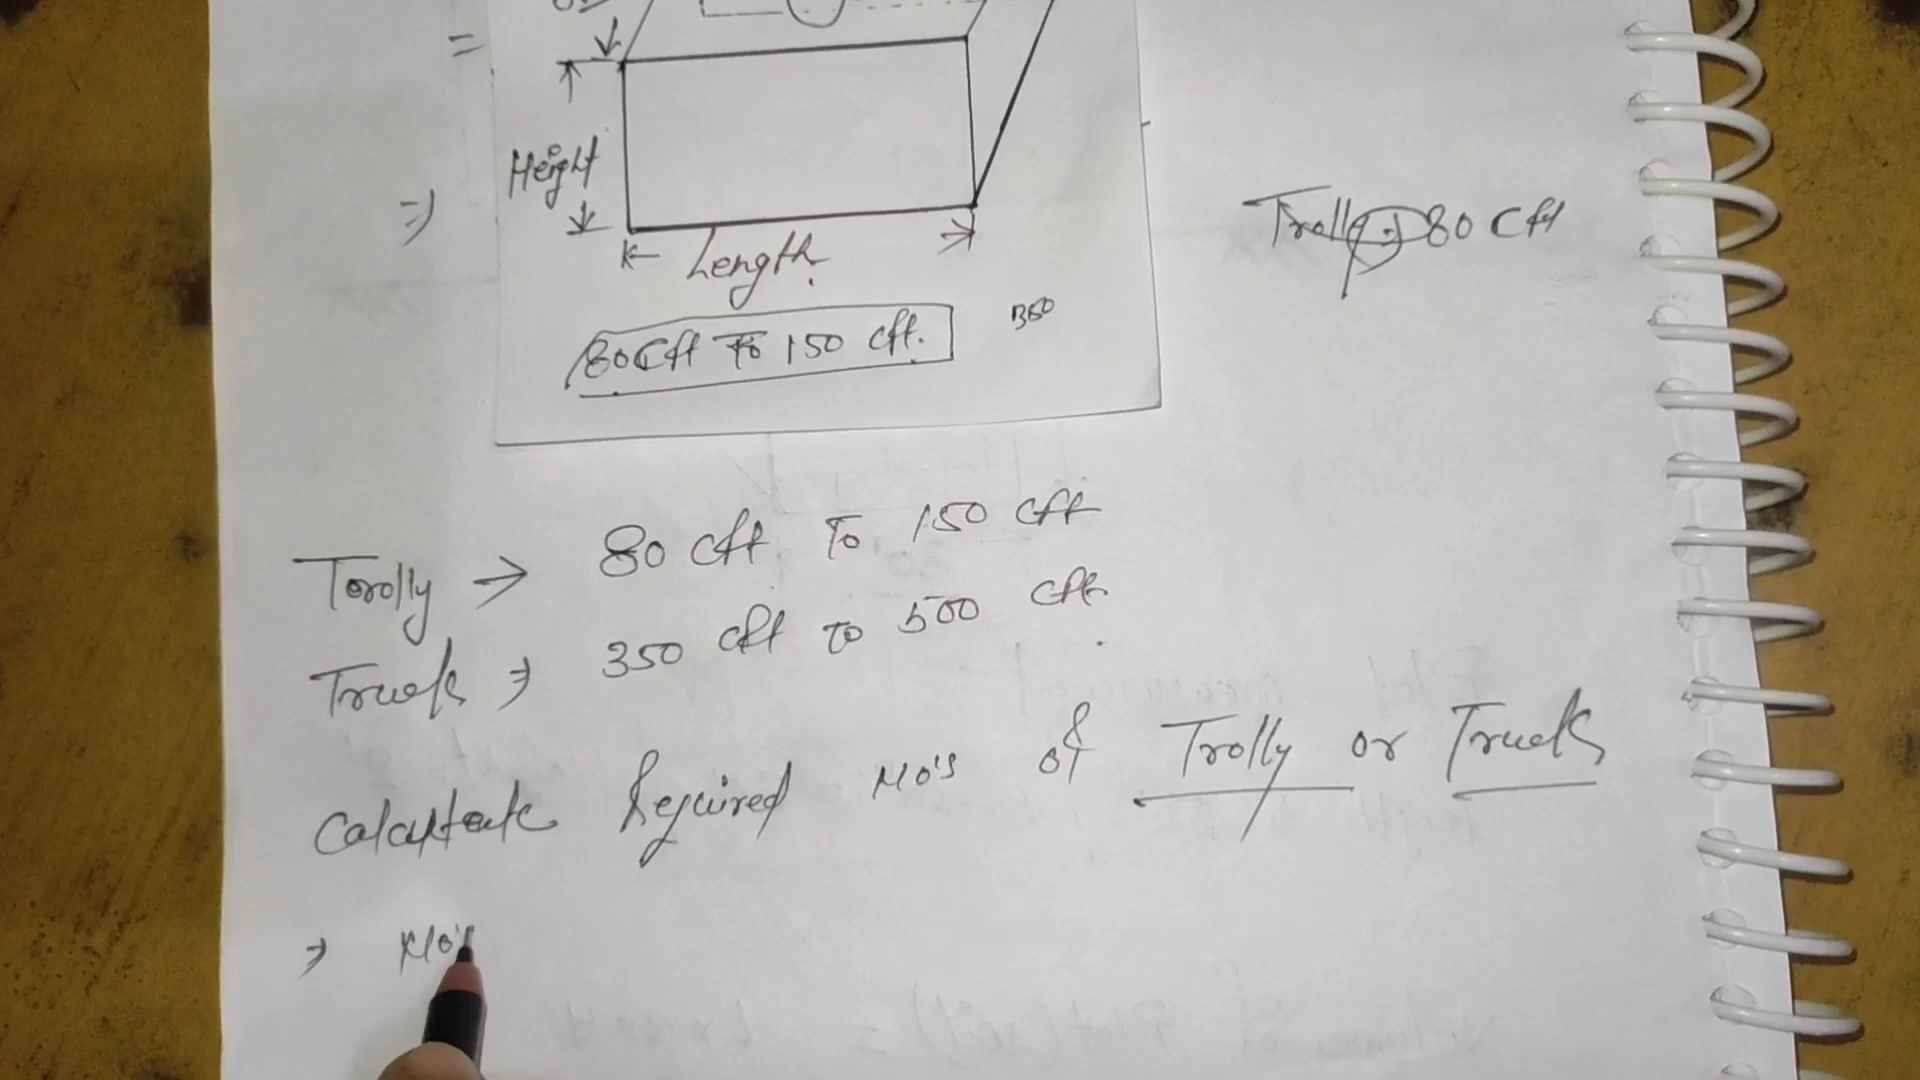 Height
Length
80 Cft To 150 cft.
350
Trolly 80 Cft
Torolly → 80 cft To 150 cft
Truck ⇒ 350 cft to 500 cft.
Calculate Required No's of Trolly or Truck
⇒ No's